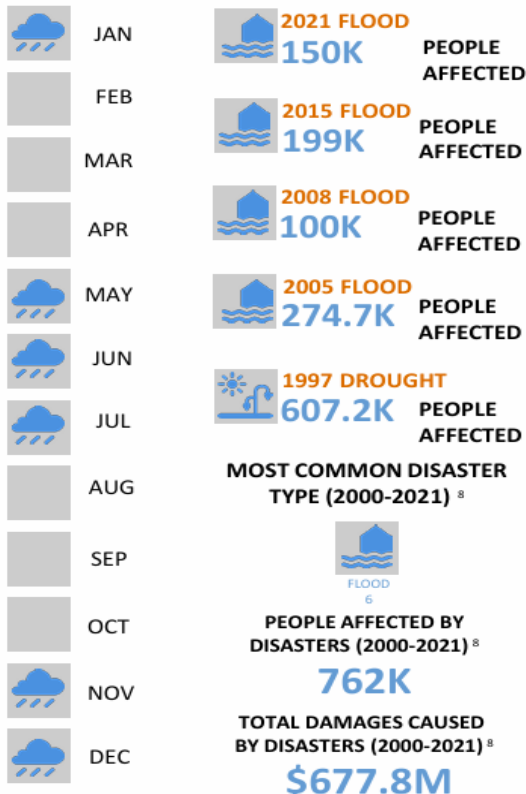 JAN
FEB
MAR
APR
MAY
JUN
JUL
AUG
SEP
OCT
NOV
DEC
2021 FLOOD
150K PEOPLE
AFFECTED
2015 FLOOD
199K PEOPLE
AFFECTED
2008 FLOOD
100K PEOPLE
AFFECTED
2005 FLOOD
274.7K PEOPLE
AFFECTED
1997 DROUGHT
607.2K PEOPLE
AFFECTED
MOST COMMON DISASTER
TYPE (2000-2021) 8
FLOOD
6
PEOPLE AFFECTED BY
DISASTERS (2000-2021) 8
762K
TOTAL DAMAGES CAUSED
BY DISASTERS (2000-2021) 8
$677.8M